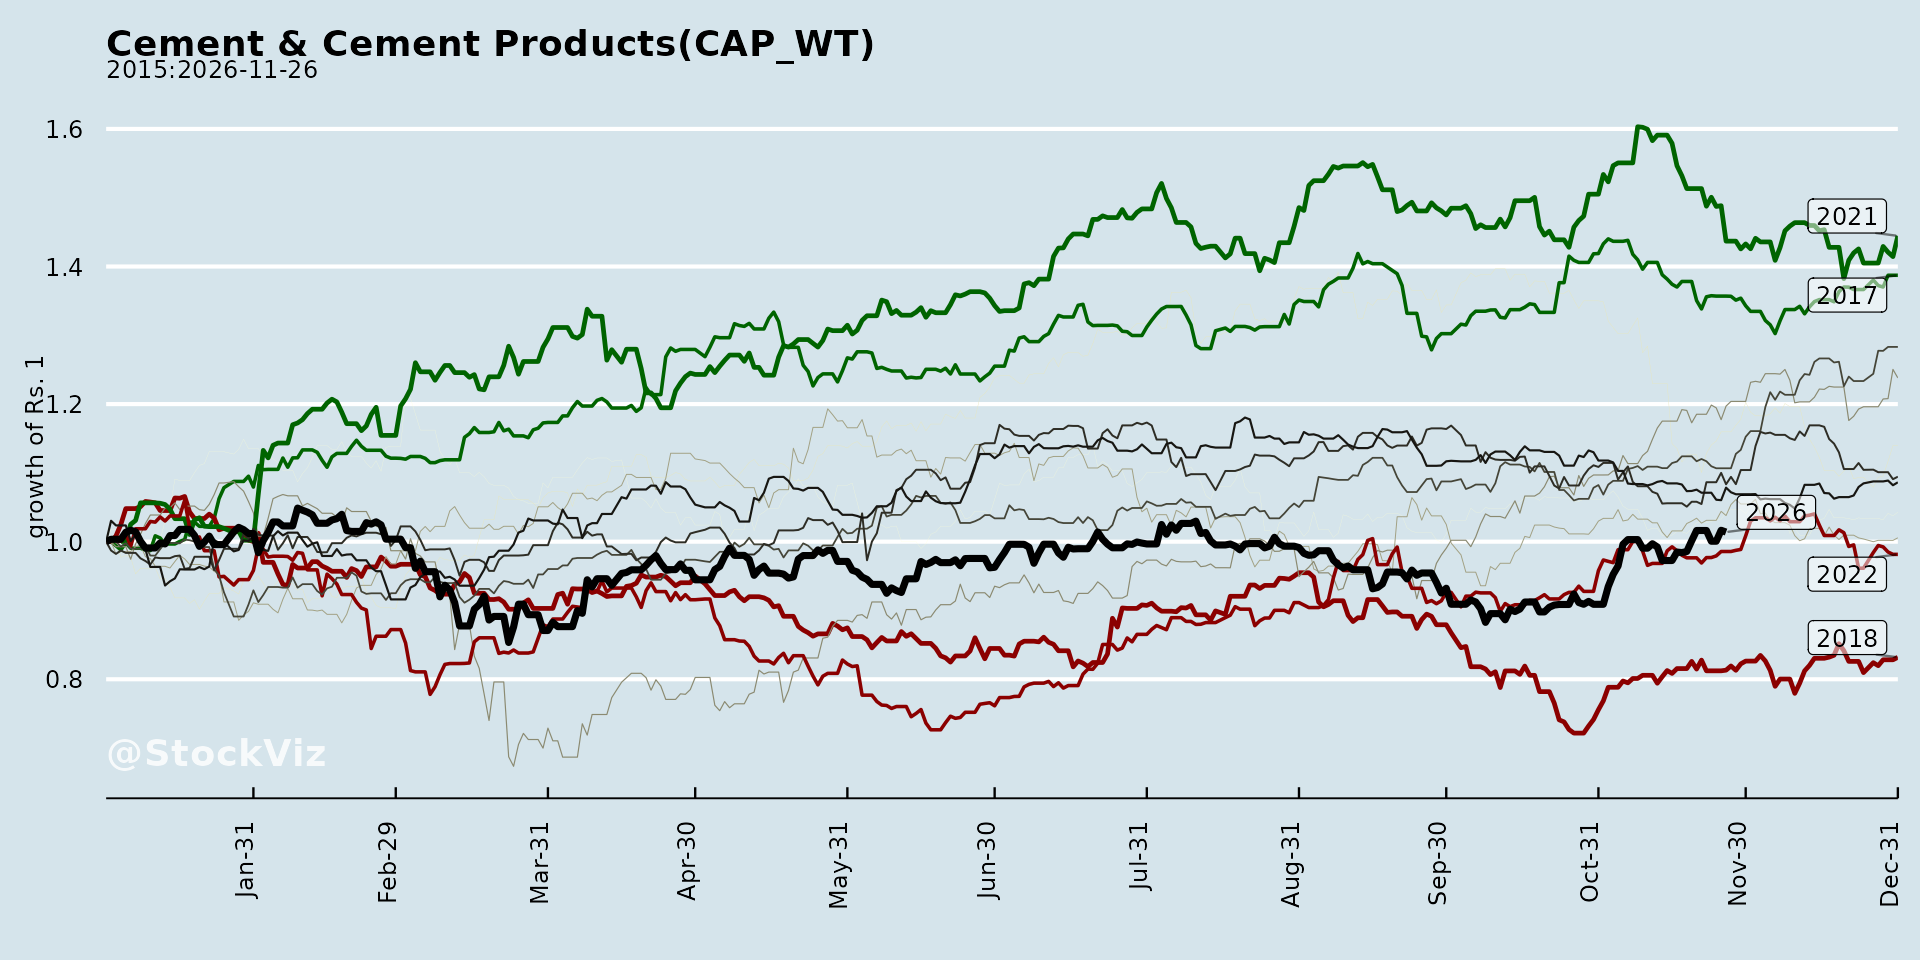 Cement & Cement Products(CAP_WT)
2015:2026-11-26
growth of Rs. 1
1.6
1.4
1.2
1.0
0.8
2021
2017
2026
2022
2018
@StockViz
Jan-31
Feb-29
Mar-31
Apr-30
May-31
Jun-30
Jul-31
Aug-31
Sep-30
Oct-31
Nov-30
Dec-31